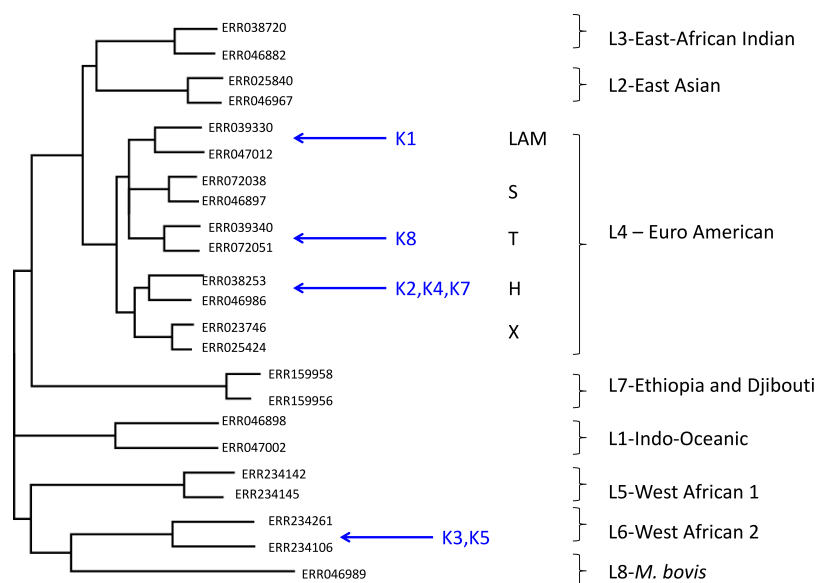 ERR038720
ERR046882
L3-East-African Indian
ERR025840
ERR046967
L2-East Asian
ERR039330
ERR047012
K1
LAM
ERR072038
ERR046897
S
ERR039340
ERR072051
K8
T
L4 – Euro American
ERR038253
ERR046986
K2,K4,K7
H
ERR023746
ERR025424
X
ERR159958
ERR159956
L7-Ethiopia and Djibouti
ERR046898
ERR047002
L1-Indo-Oceanic
ERR234142
ERR234145
L5-West African 1
ERR234261
ERR234106
K3,K5
L6-West African 2
ERR046989
L8-M. bovis